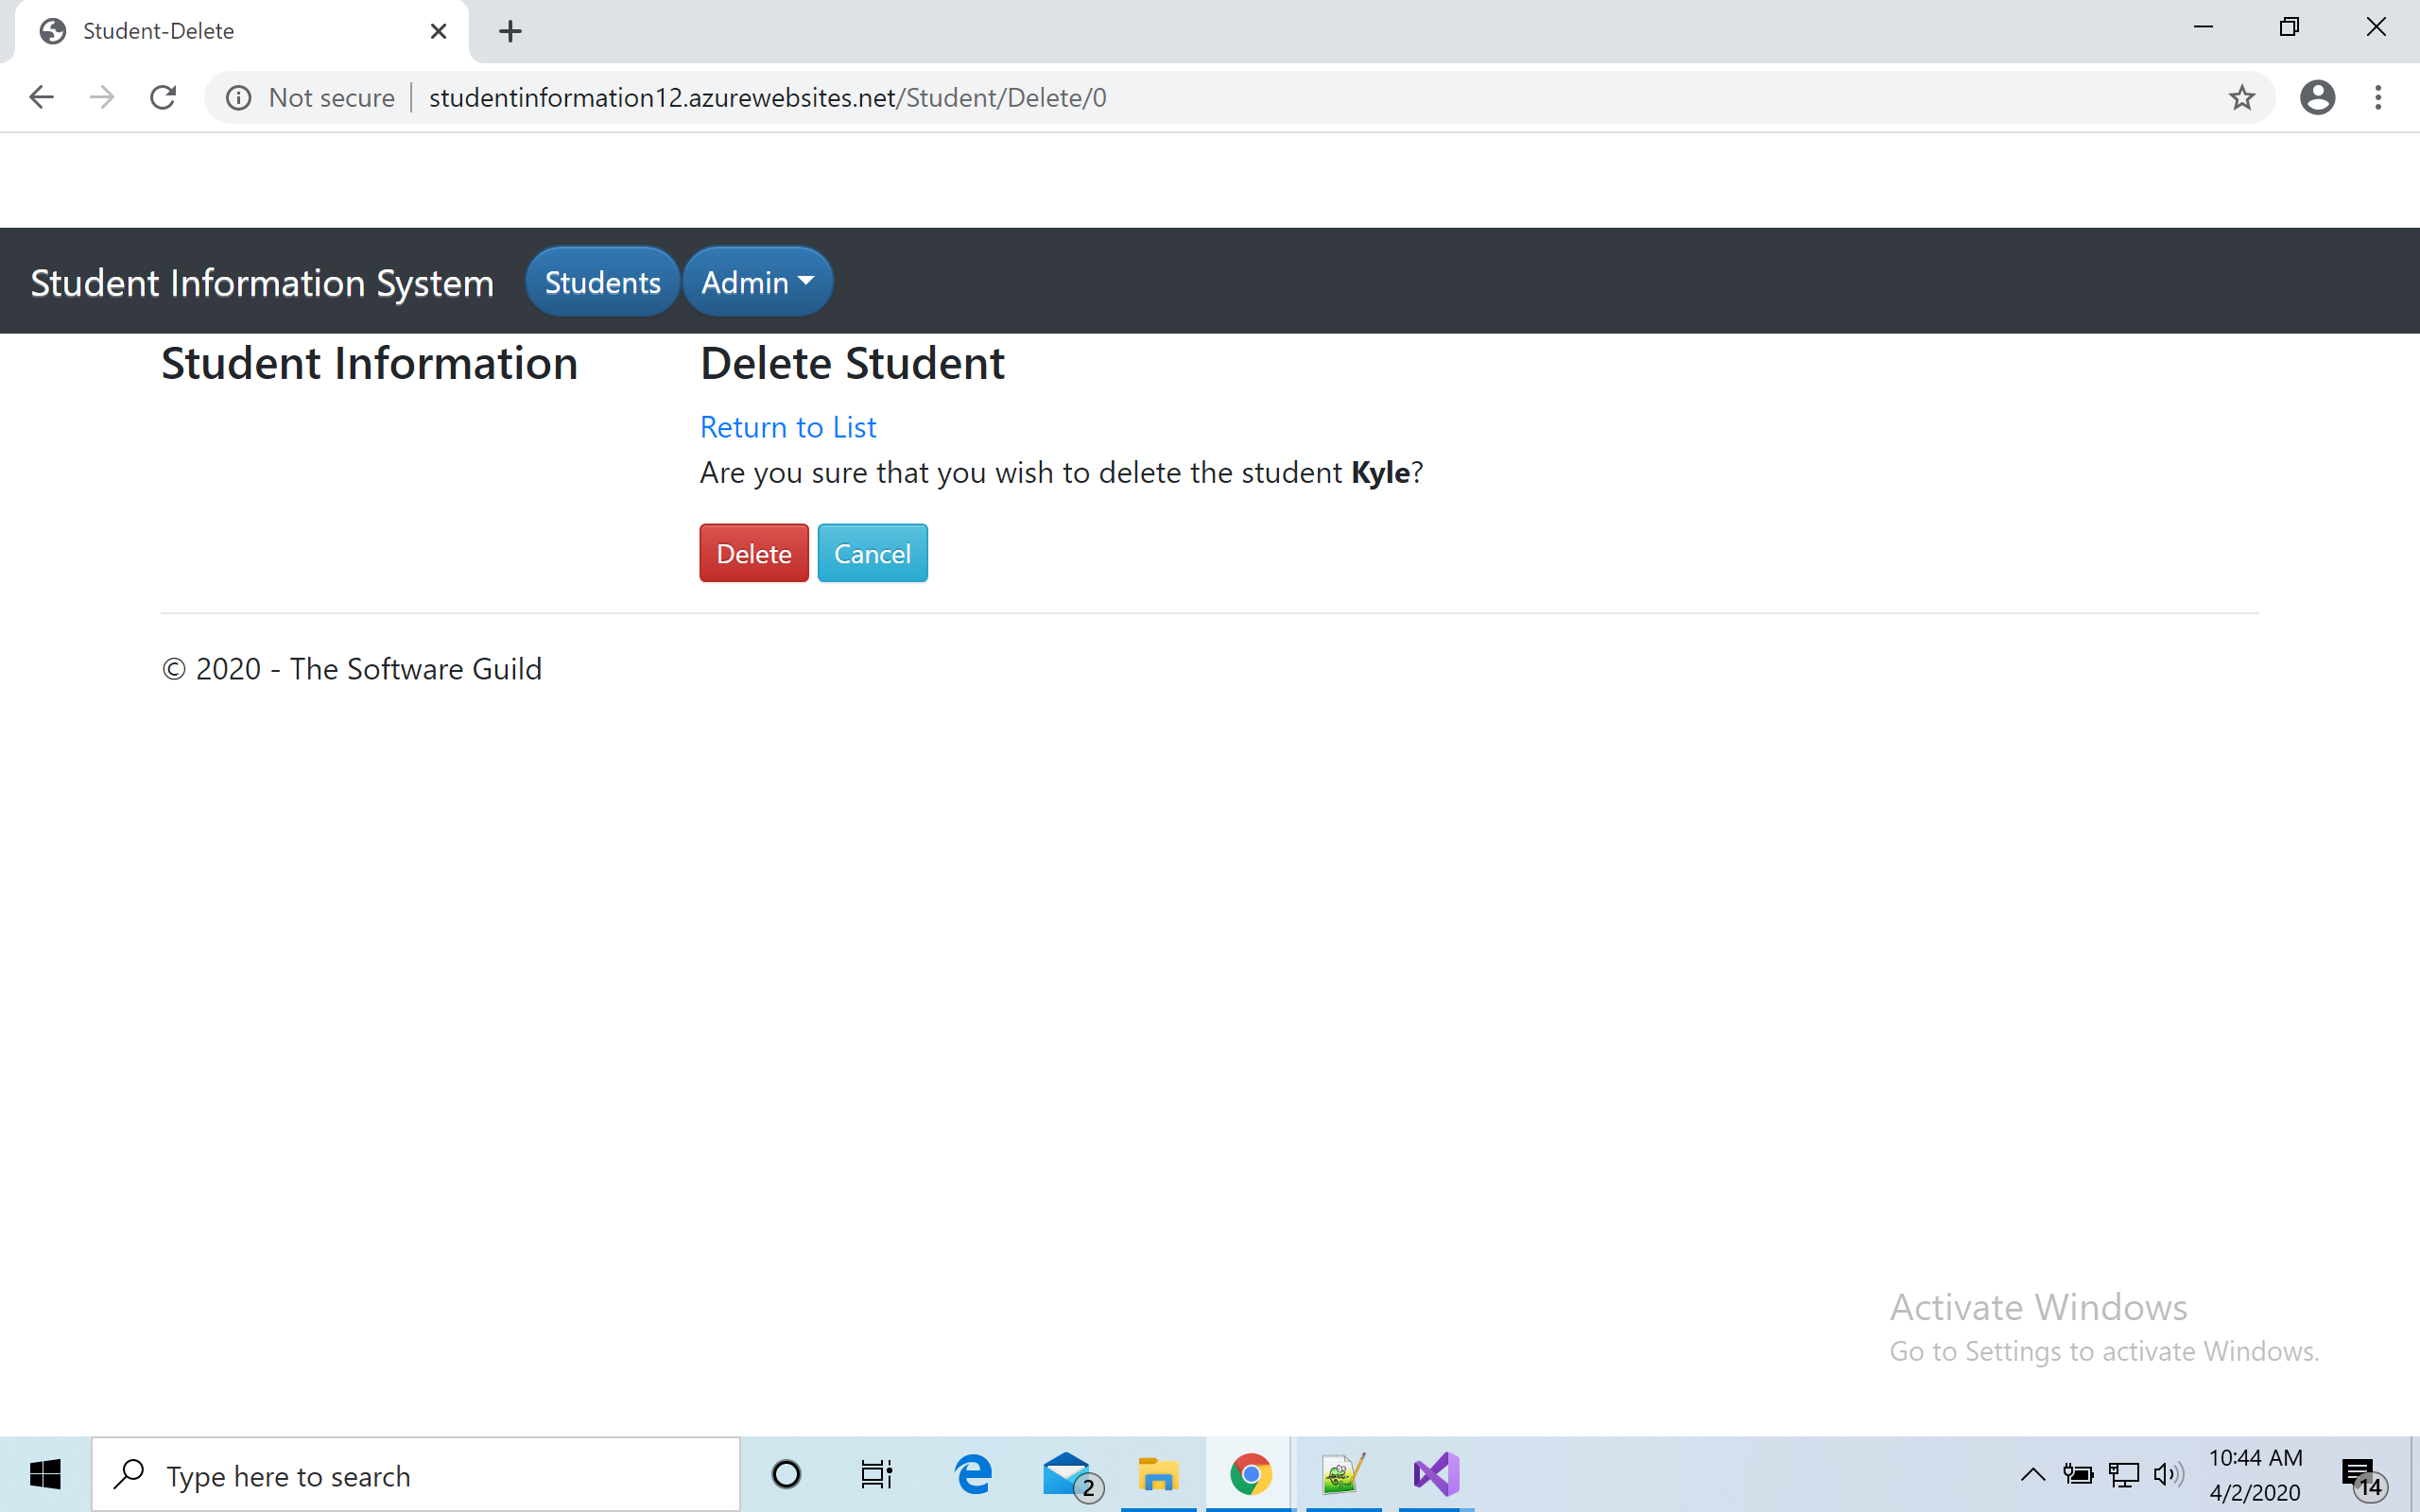 Student-Delete
Not secure
studentinformation12.azurewebsites.net/Student/Delete/0
Student Information System
Students
Admin
Student Information
Delete Student
Return to List
Are you sure that you wish to delete the student Kyle?
Delete
Cancel
© 2020 - The Software Guild
Activate Windows
Go to Settings to activate Windows.
Type here to search
2
10:44 AM
4/2/2020
14